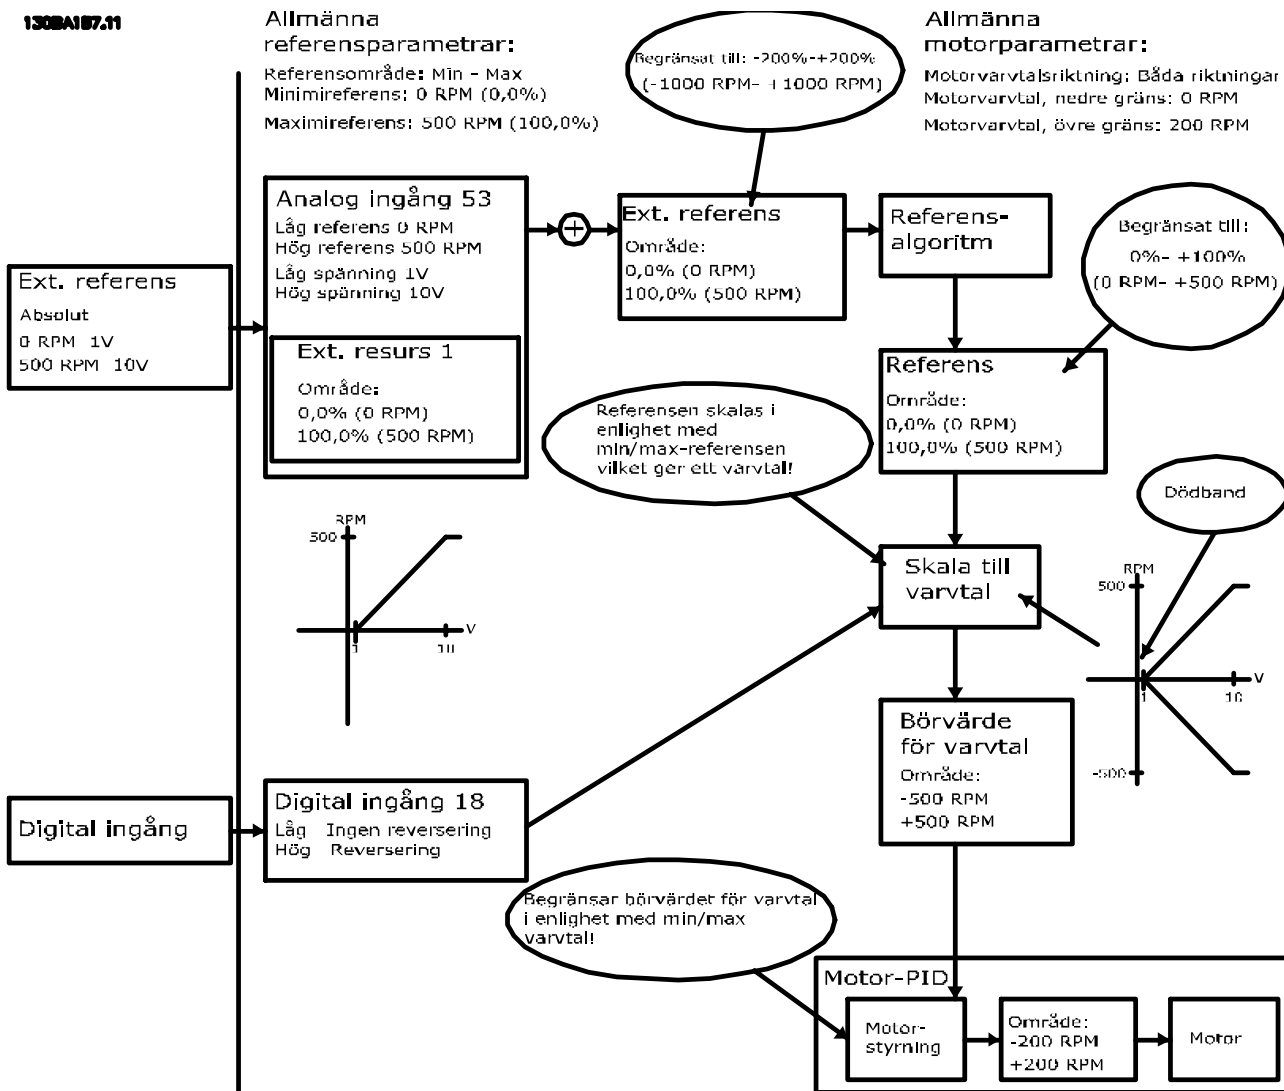 130BA187.11
Allmänna
referensparametrar:
Referensområde: Min - Max
Minimireferens: 0 RPM (0,0%)
Maximireferens: 500 RPM (100,0%)
Begränsat till: -200%-+200%
(-1000 RPM- +1000 RPM)
Allmänna
motorparametrar:
Motorvarvtalsriktning: Båda riktningar
Motorvarvtal, nedre gräns: 0 RPM
Motorvarvtal, övre gräns: 200 RPM
Ext. referens
Absolut
0 RPM 1V
500 RPM 10V
Analog ingång 53
Låg referens 0 RPM
Hög referens 500 RPM
Låg spänning 1V
Hög spänning 10V
Ext. resurs 1
Område:
0,0% (0 RPM)
100,0% (500 RPM)
+
Ext. referens
Område:
0,0% (0 RPM)
100,0% (500 RPM)
Referens-
algoritm
Begränsat till:
0%- +100%
(0 RPM- +500 RPM)
Referens
Område:
0,0% (0 RPM)
100,0% (500 RPM)
Referensen skalas i
enlighet med
min/max-referensen
vilket ger ett varvtal!
Dödband
RPM
500
V
1
10
Skala till
varvtal
RPM
500
V
1
10
-500
Börvärde
för varvtal
Område:
-500 RPM
+500 RPM
Digital ingång
Digital ingång 18
Låg Ingen reversering
Hög Reversering
Begränsar börvärdet för varvtal
i enlighet med min/max
varvtal!
Motor-PID
Motor-
styrning
Område:
-200 RPM
+200 RPM
Motor